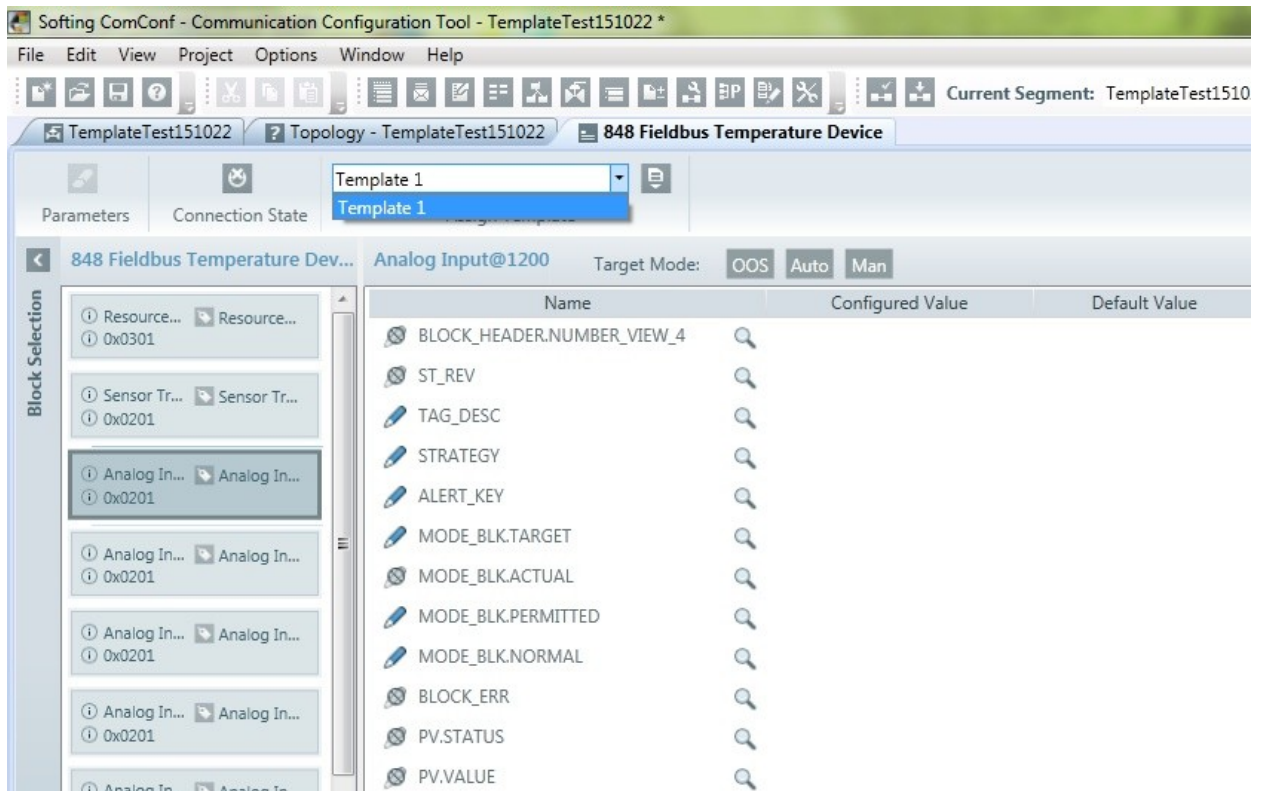 Softing ComConf - Communication Configuration Tool - TemplateTest151022 *
File Edit View Project Options Window Help
Current Segment: TemplateTest1510
TemplateTest151022 Topology - TemplateTest151022 848 Fieldbus Temperature Device
Template 1
Parameters Connection State Template 1
848 Fieldbus Temperature Dev... Analog Input@1200 Target Mode: OOS Auto Man
Block Selection
Name Configured Value Default Value
Resource... Resource...
0x0301
Sensor Tr... Sensor Tr...
0x0201
Analog In... Analog In...
0x0201
Analog In... Analog In...
0x0201
Analog In... Analog In...
0x0201
Analog In... Analog In...
0x0201
Analog In... Analog In...
BLOCK_HEADER.NUMBER_VIEW_4
ST_REV
TAG_DESC
STRATEGY
ALERT_KEY
MODE_BLK.TARGET
MODE_BLK.ACTUAL
MODE_BLK.PERMITTED
MODE_BLK.NORMAL
BLOCK_ERR
PV.STATUS
PV.VALUE